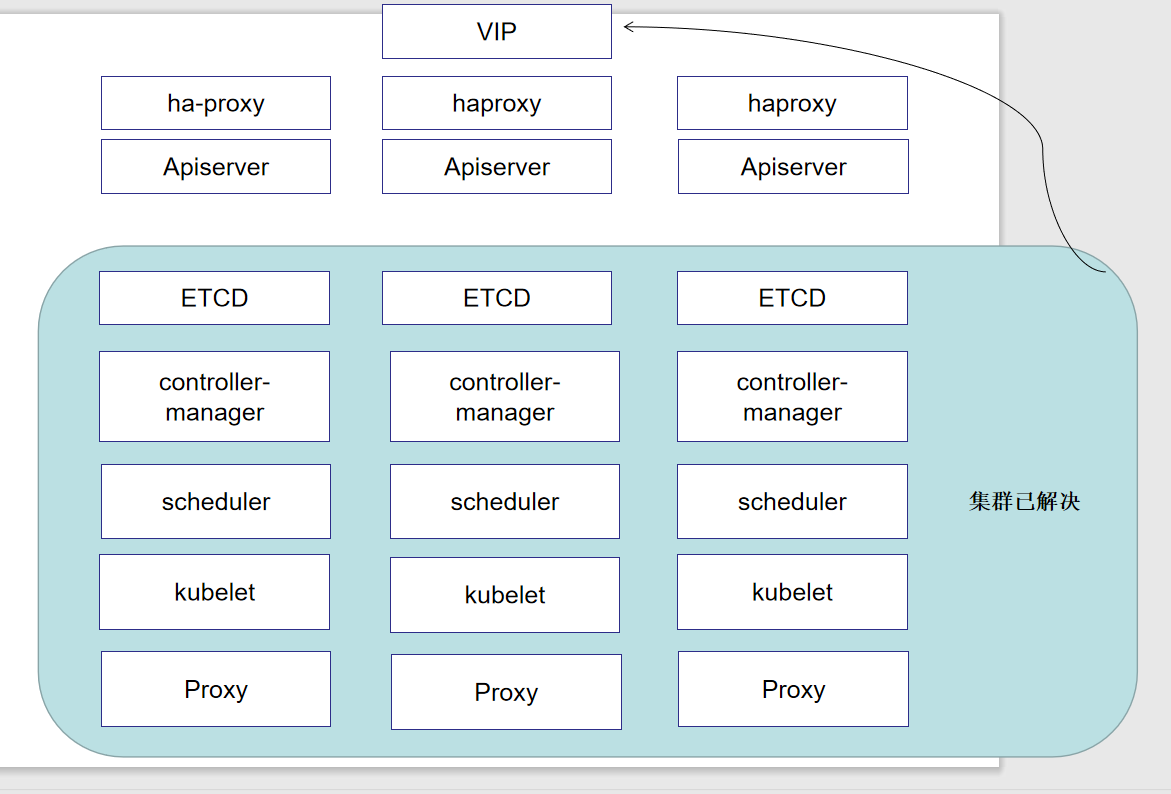 VIP
ha-proxy
haproxy
haproxy
Apiserver
Apiserver
Apiserver
ETCD
ETCD
ETCD
controller-
manager
controller-
manager
controller-
manager
scheduler
scheduler
scheduler
集群已解决
kubelet
kubelet
kubelet
Proxy
Proxy
Proxy